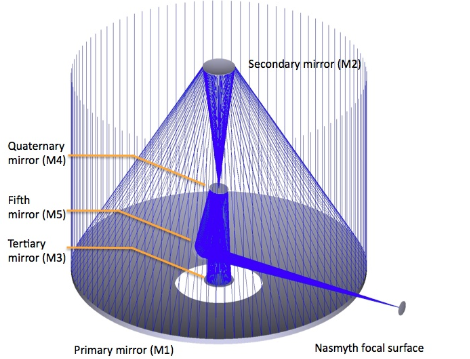 Secondary mirror (M2)
Quaternary
mirror (M4)
Fifth
mirror (M5)
Tertiary
mirror (M3)
Primary mirror (M1)
Nasmyth focal surface